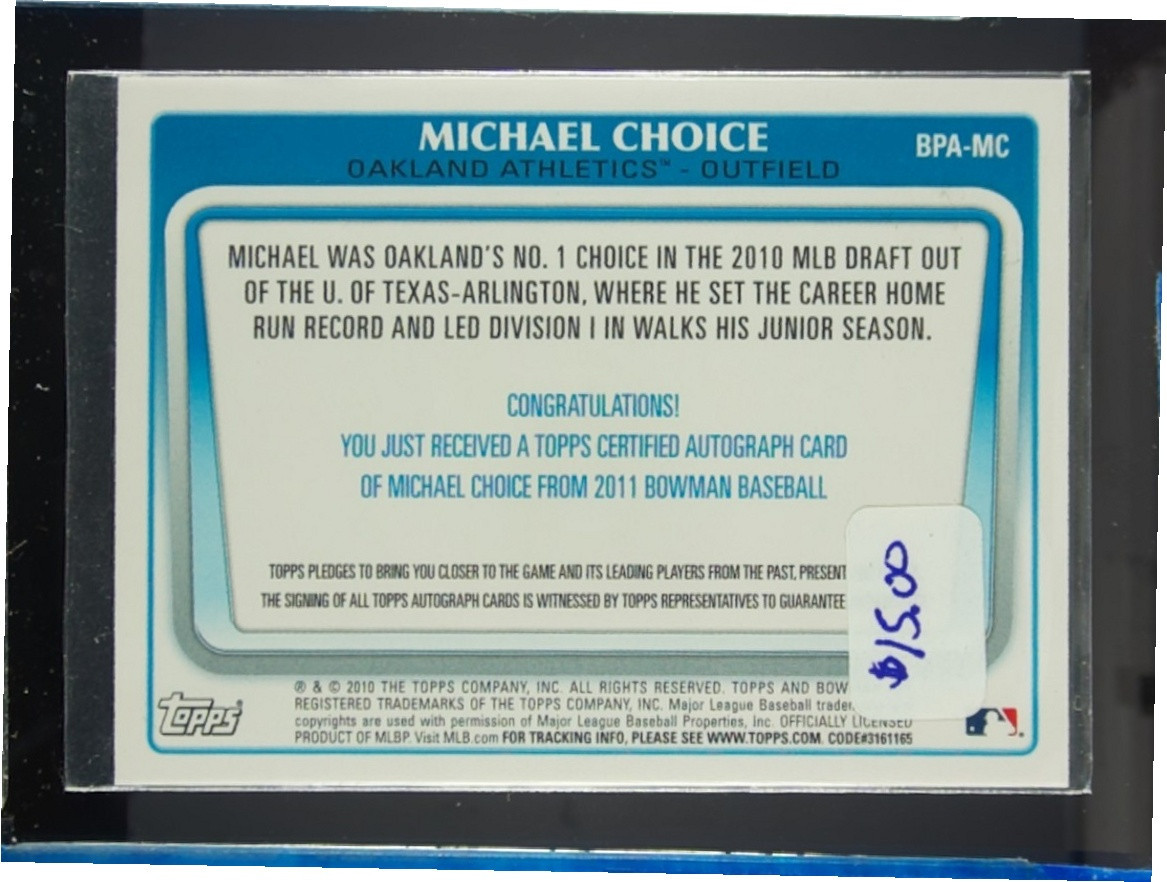 MICHAEL CHOICE
BPA-MC
OAKLAND ATHLETICS™ - OUTFIELD
MICHAEL WAS OAKLAND'S NO. 1 CHOICE IN THE 2010 MLB DRAFT OUT
OF THE U. OF TEXAS-ARLINGTON, WHERE HE SET THE CAREER HOME
RUN RECORD AND LED DIVISION I IN WALKS HIS JUNIOR SEASON.
CONGRATULATIONS!
YOU JUST RECEIVED A TOPPS CERTIFIED AUTOGRAPH CARD
OF MICHAEL CHOICE FROM 2011 BOWMAN BASEBALL
TOPPS PLEDGES TO BRING YOU CLOSER TO THE GAME AND ITS LEADING PLAYERS FROM THE PAST, PRESENT
THE SIGNING OF ALL TOPPS AUTOGRAPH CARDS IS WITNESSED BY TOPPS REPRESENTATIVES TO GUARANTEE
$15.00
Topps®
® & © 2010 THE TOPPS COMPANY, INC. ALL RIGHTS RESERVED. TOPPS AND BOW
REGISTERED TRADEMARKS OF THE TOPPS COMPANY, INC. Major League Baseball trade
copyrights are used with permission of Major League Baseball Properties, Inc. OFFICIALLY LICENSED
PRODUCT OF MLBP. Visit MLB.com FOR TRACKING INFO, PLEASE SEE WWW.TOPPS.COM. CODE#3161165